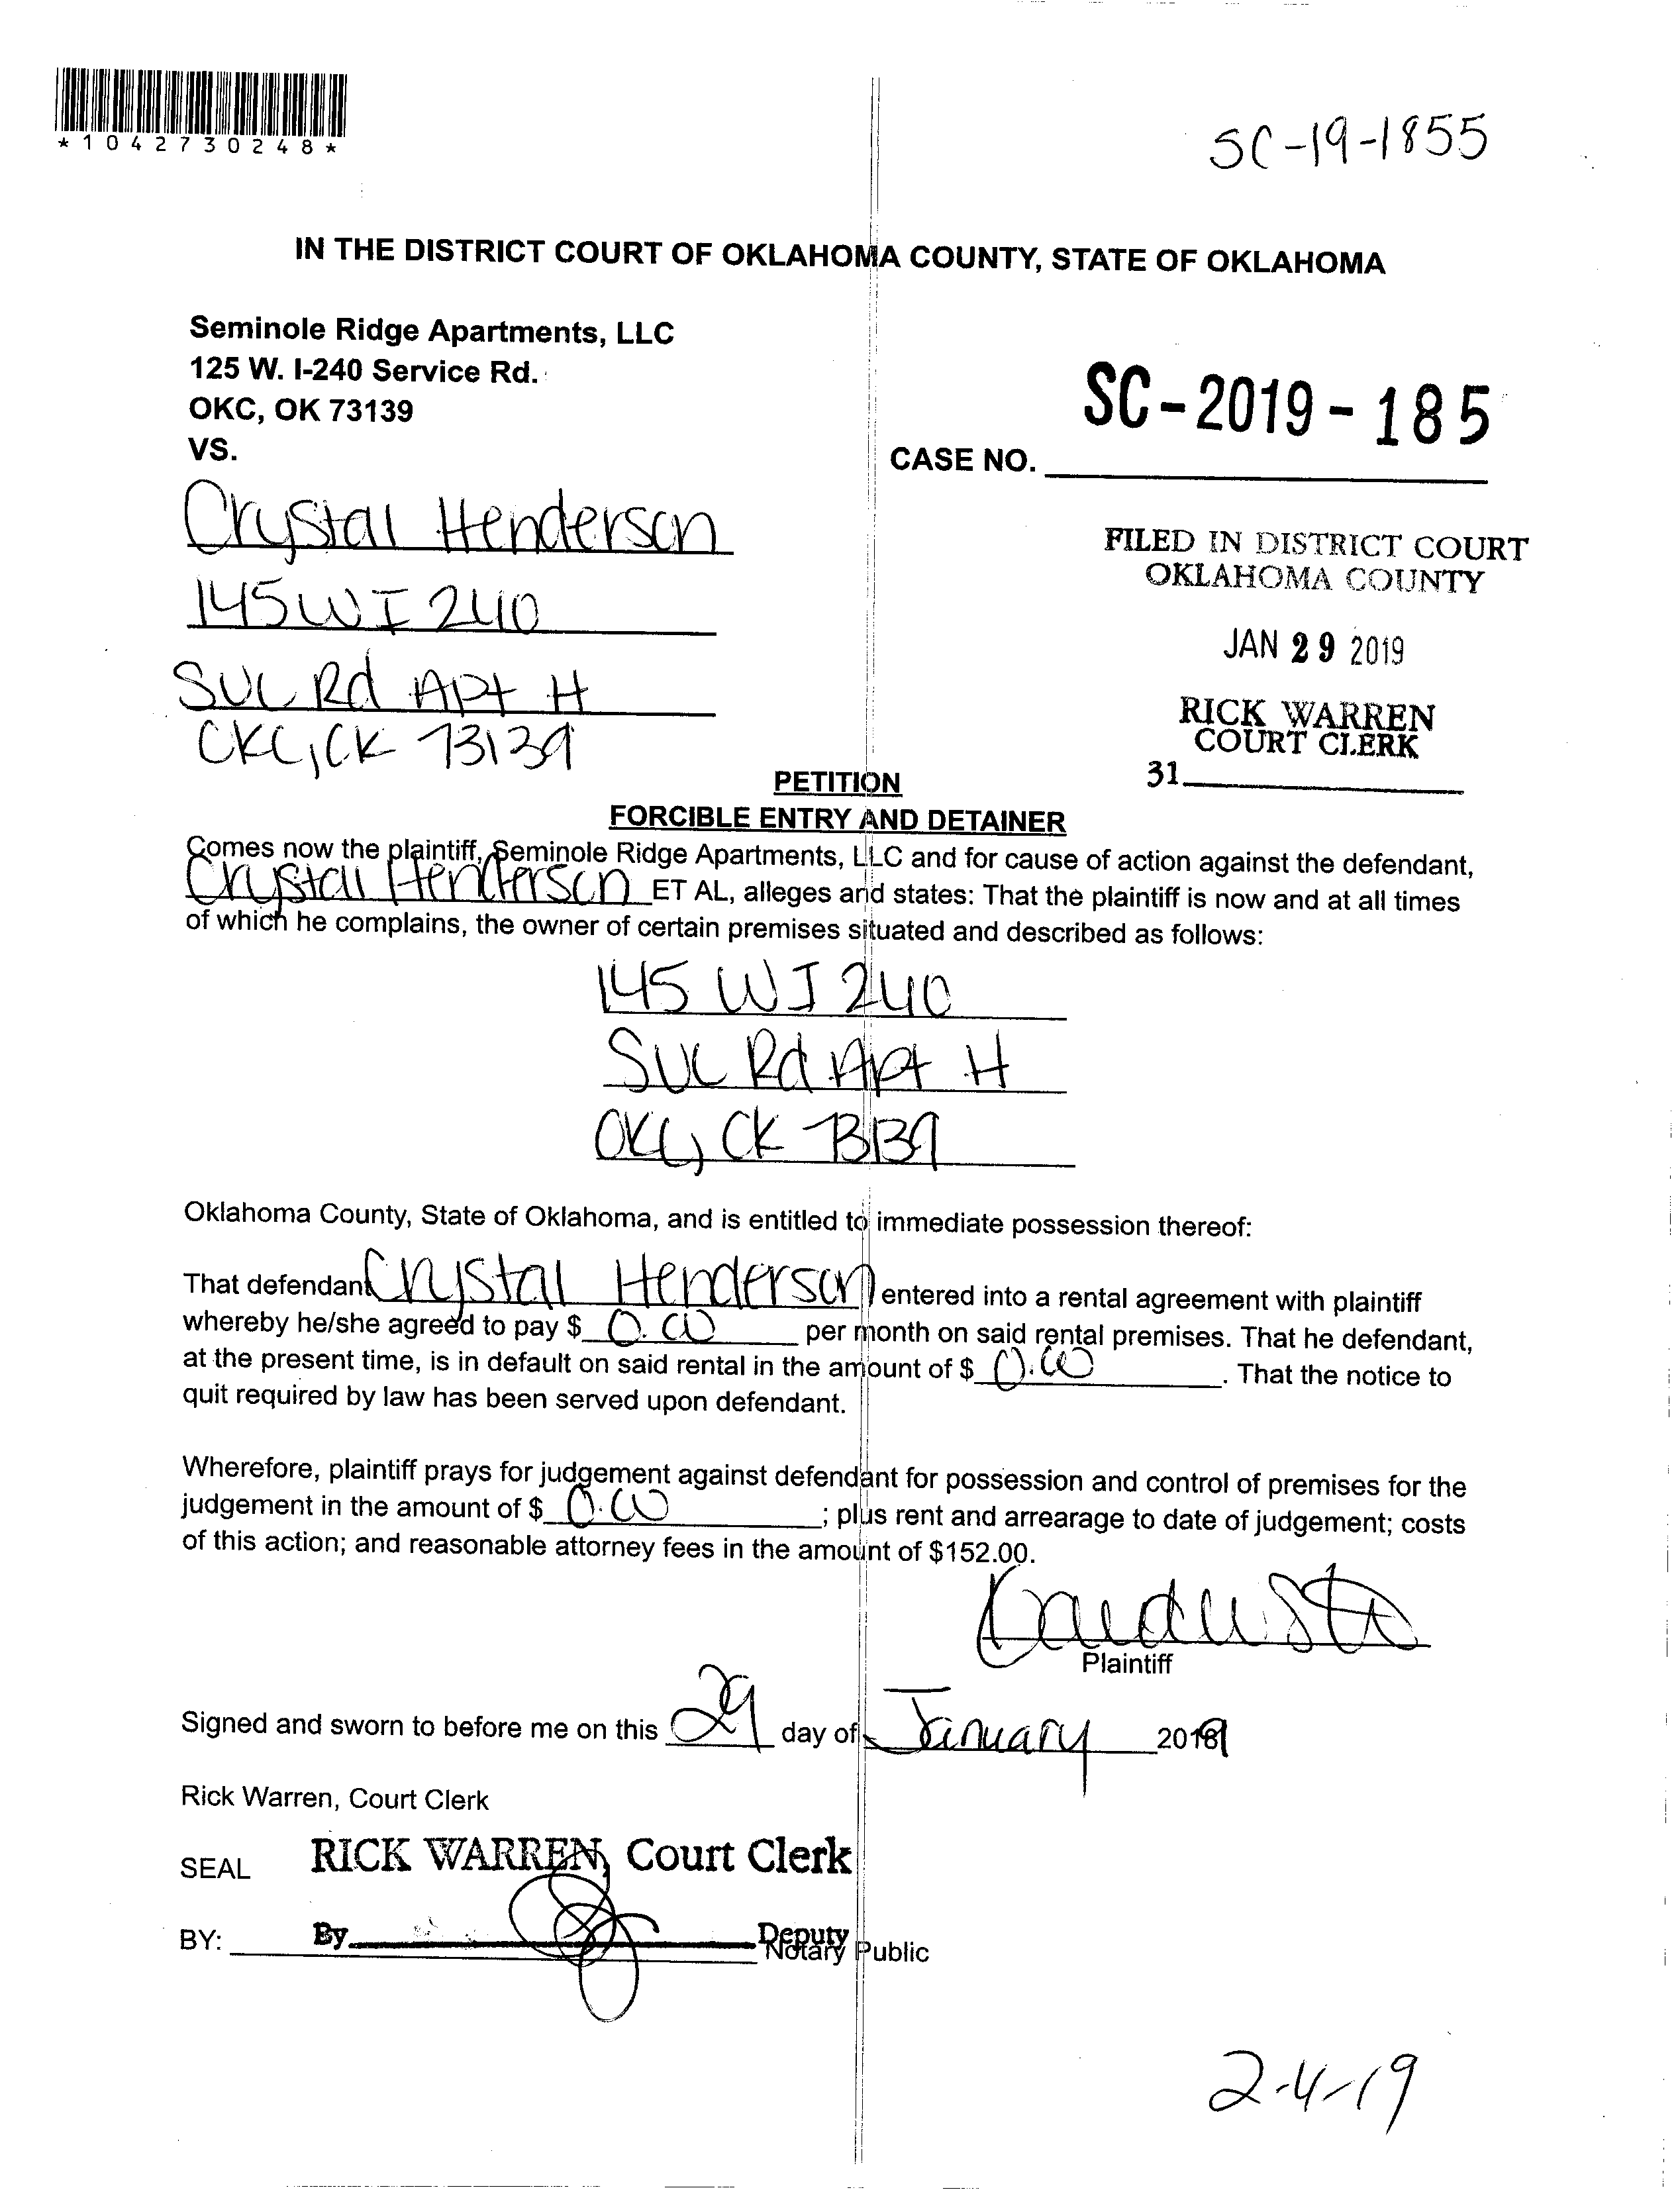 *1042730248*
SC-19-1855
IN THE DISTRICT COURT OF OKLAHOMA COUNTY, STATE OF OKLAHOMA
Seminole Ridge Apartments, LLC
125 W. I-240 Service Rd.
OKC, OK 73139
VS.
SC-2019-185
CASE NO.
Crystal Henderson
145 W I 240
SVC Rd Apt H
OKC, OK 73139
FILED IN DISTRICT COURT
OKLAHOMA COUNTY
JAN 29 2019
RICK WARREN
COURT CLERK
31
PETITION
FORCIBLE ENTRY AND DETAINER
Comes now the plaintiff, Seminole Ridge Apartments, LLC and for cause of action against the defendant,
Crystal Henderson ET AL, alleges and states: That the plaintiff is now and at all times
of which he complains, the owner of certain premises situated and described as follows:
145 W I 240
SVC Rd Apt H
OKC, OK 73139
Oklahoma County, State of Oklahoma, and is entitled to immediate possession thereof:
That defendant Crystal Henderson entered into a rental agreement with plaintiff
whereby he/she agreed to pay $ 0.00 per month on said rental premises. That he defendant,
at the present time, is in default on said rental in the amount of $ 0.00. That the notice to
quit required by law has been served upon defendant.
Wherefore, plaintiff prays for judgement against defendant for possession and control of premises for the
judgement in the amount of $ 0.00; plus rent and arrearage to date of judgement; costs
of this action; and reasonable attorney fees in the amount of $152.00.
Plaintiff
Signed and sworn to before me on this 29 day of January 2019
Rick Warren, Court Clerk
SEAL RICK WARREN, Court Clerk
BY: By Deputy
Notary Public
2-4-19